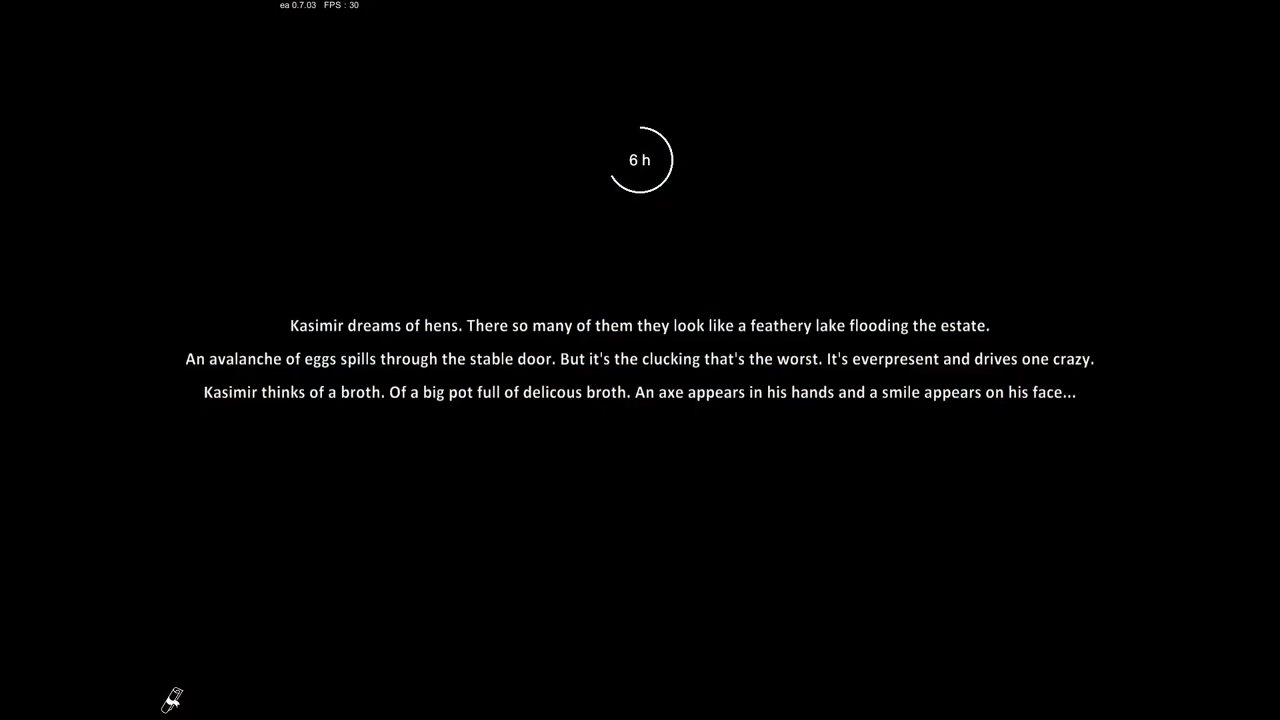 ea 0.7.03 FPS : 30
6 h
Kasimir dreams of hens. There so many of them they look like a feathery lake flooding the estate.
An avalanche of eggs spills through the stable door. But it's the clucking that's the worst. It's everpresent and drives one crazy.
Kasimir thinks of a broth. Of a big pot full of delicous broth. An axe appears in his hands and a smile appears on his face...